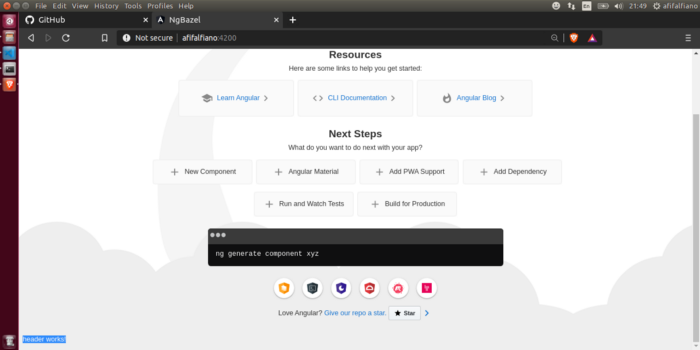 File Edit View History Tools Profiles Help
21:49 afifalfiano
GitHub
NgBazel
Not secure afifalfiano:4200
Resources
Here are some links to help you get started:
Learn Angular
CLI Documentation
Angular Blog
Next Steps
What do you want to do next with your app?
New Component
Angular Material
Add PWA Support
Add Dependency
Run and Watch Tests
Build for Production
ng generate component xyz
Love Angular? Give our repo a star. Star
header works!